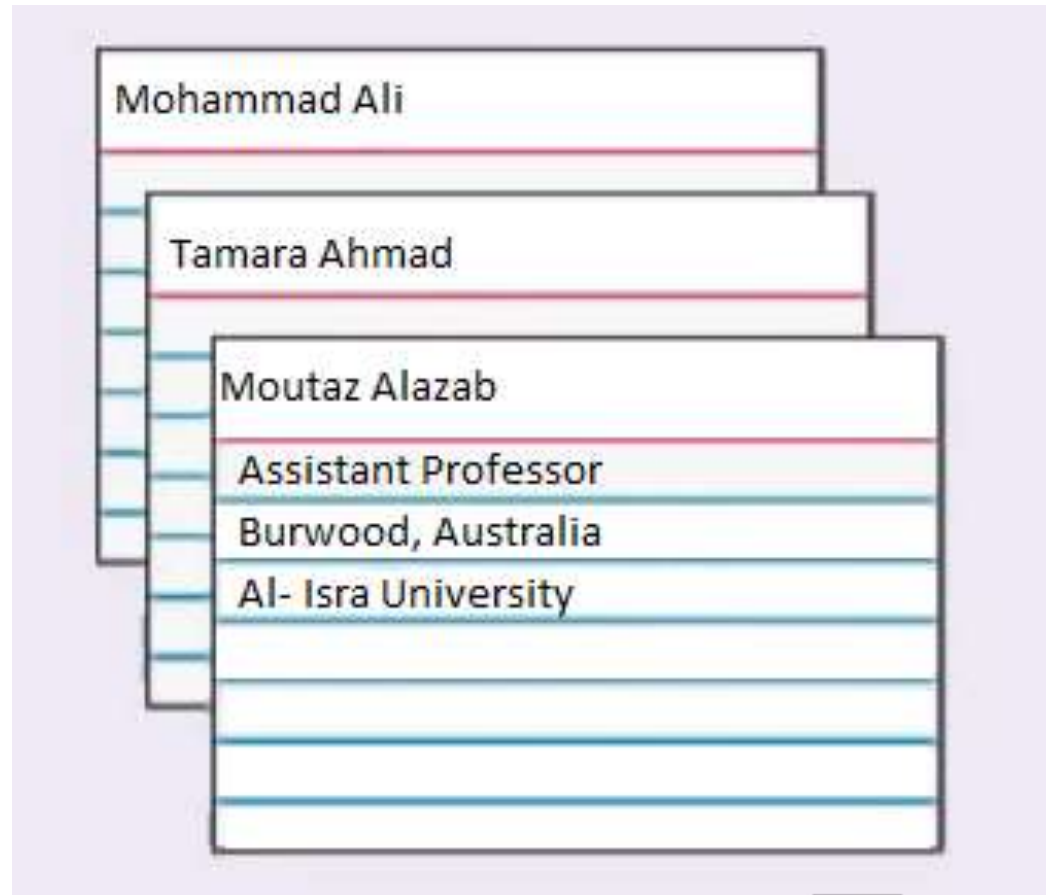 Mohammad Ali
Tamara Ahmad
Moutaz Alazab
Assistant Professor
Burwood, Australia
Al- Isra University